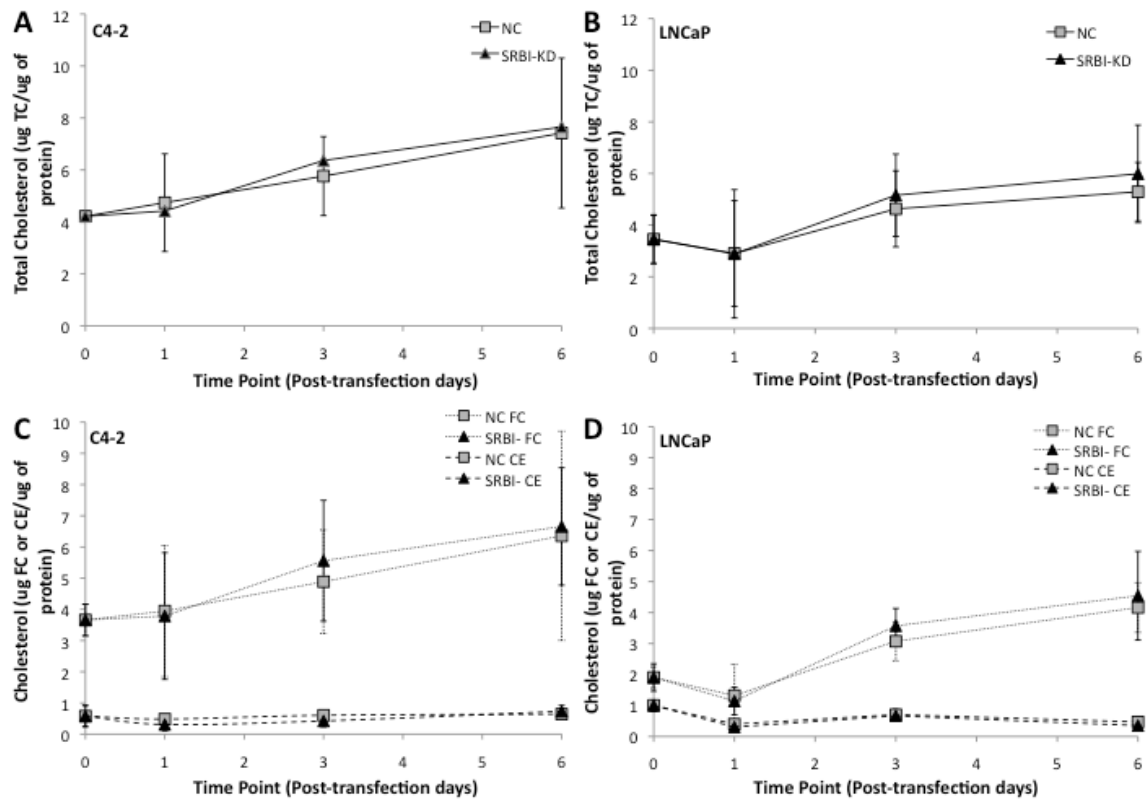 A
C4-2
NC
SRBI-KD
Total Cholesterol (ug TC/ug of
protein)
12
10
8
6
4
2
0
0 1 2 3 4 5 6
Time Point (Post-transfection days)
B
LNCaP
NC
SRBI-KD
Total Cholesterol (ug TC/ug of
protein)
12
10
8
6
4
2
0
0 1 2 3 4 5 6
Time Point (Post-transfection days)
C
C4-2
NC FC
SRBI- FC
NC CE
SRBI- CE
Cholesterol (ug FC or CE/ug of
protein)
10
9
8
7
6
5
4
3
2
1
0
0 1 2 3 4 5 6
Time Point (Post-transfection days)
D
LNCaP
NC FC
SRBI- FC
NC CE
SRBI- CE
Cholesterol (ug FC or CE/ug of
protein)
10
9
8
7
6
5
4
3
2
1
0
0 1 2 3 4 5 6
Time Point (Post-transfection days)